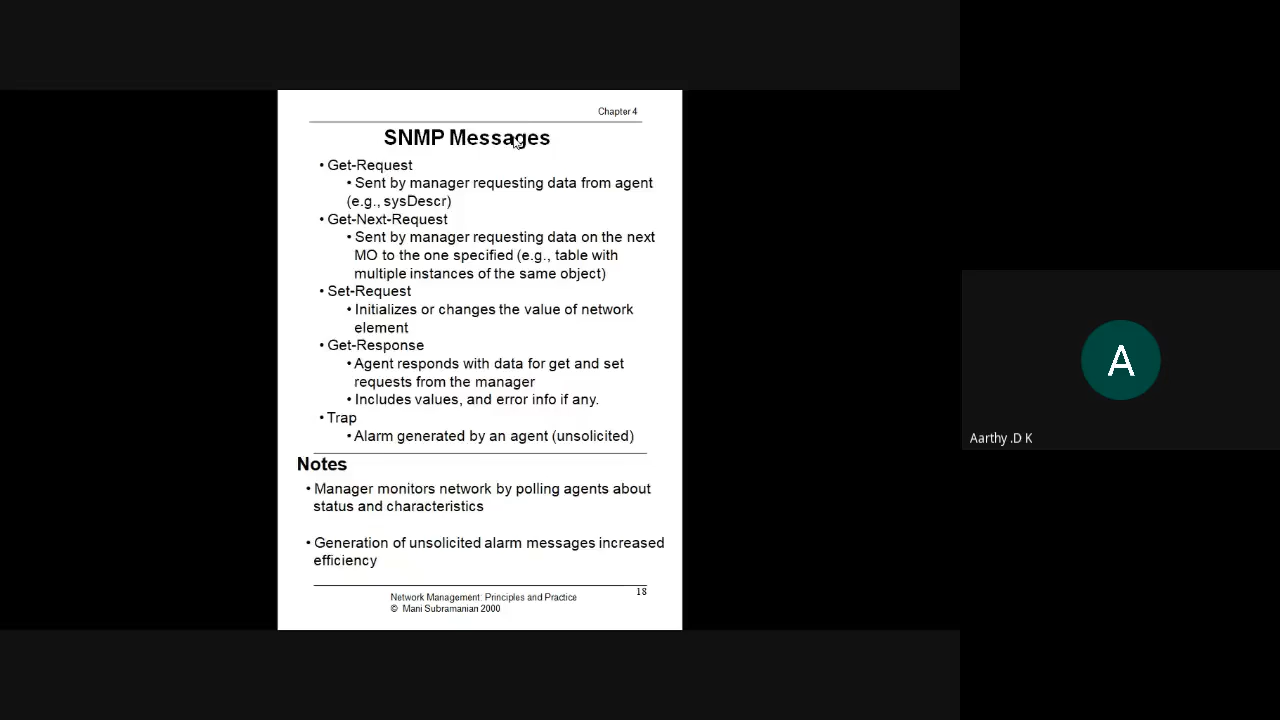 Chapter 4
SNMP Messages
• Get-Request
• Sent by manager requesting data from agent
(e.g., sysDescr)
• Get-Next-Request
• Sent by manager requesting data on the next
MO to the one specified (e.g., table with
multiple instances of the same object)
• Set-Request
• Initializes or changes the value of network
element
• Get-Response
• Agent responds with data for get and set
requests from the manager
• Includes values, and error info if any.
• Trap
• Alarm generated by an agent (unsolicited)
Notes
• Manager monitors network by polling agents about
status and characteristics
• Generation of unsolicited alarm messages increased
efficiency
Network Management: Principles and Practice
© Mani Subramanian 2000
18
A
Aarthy .D K